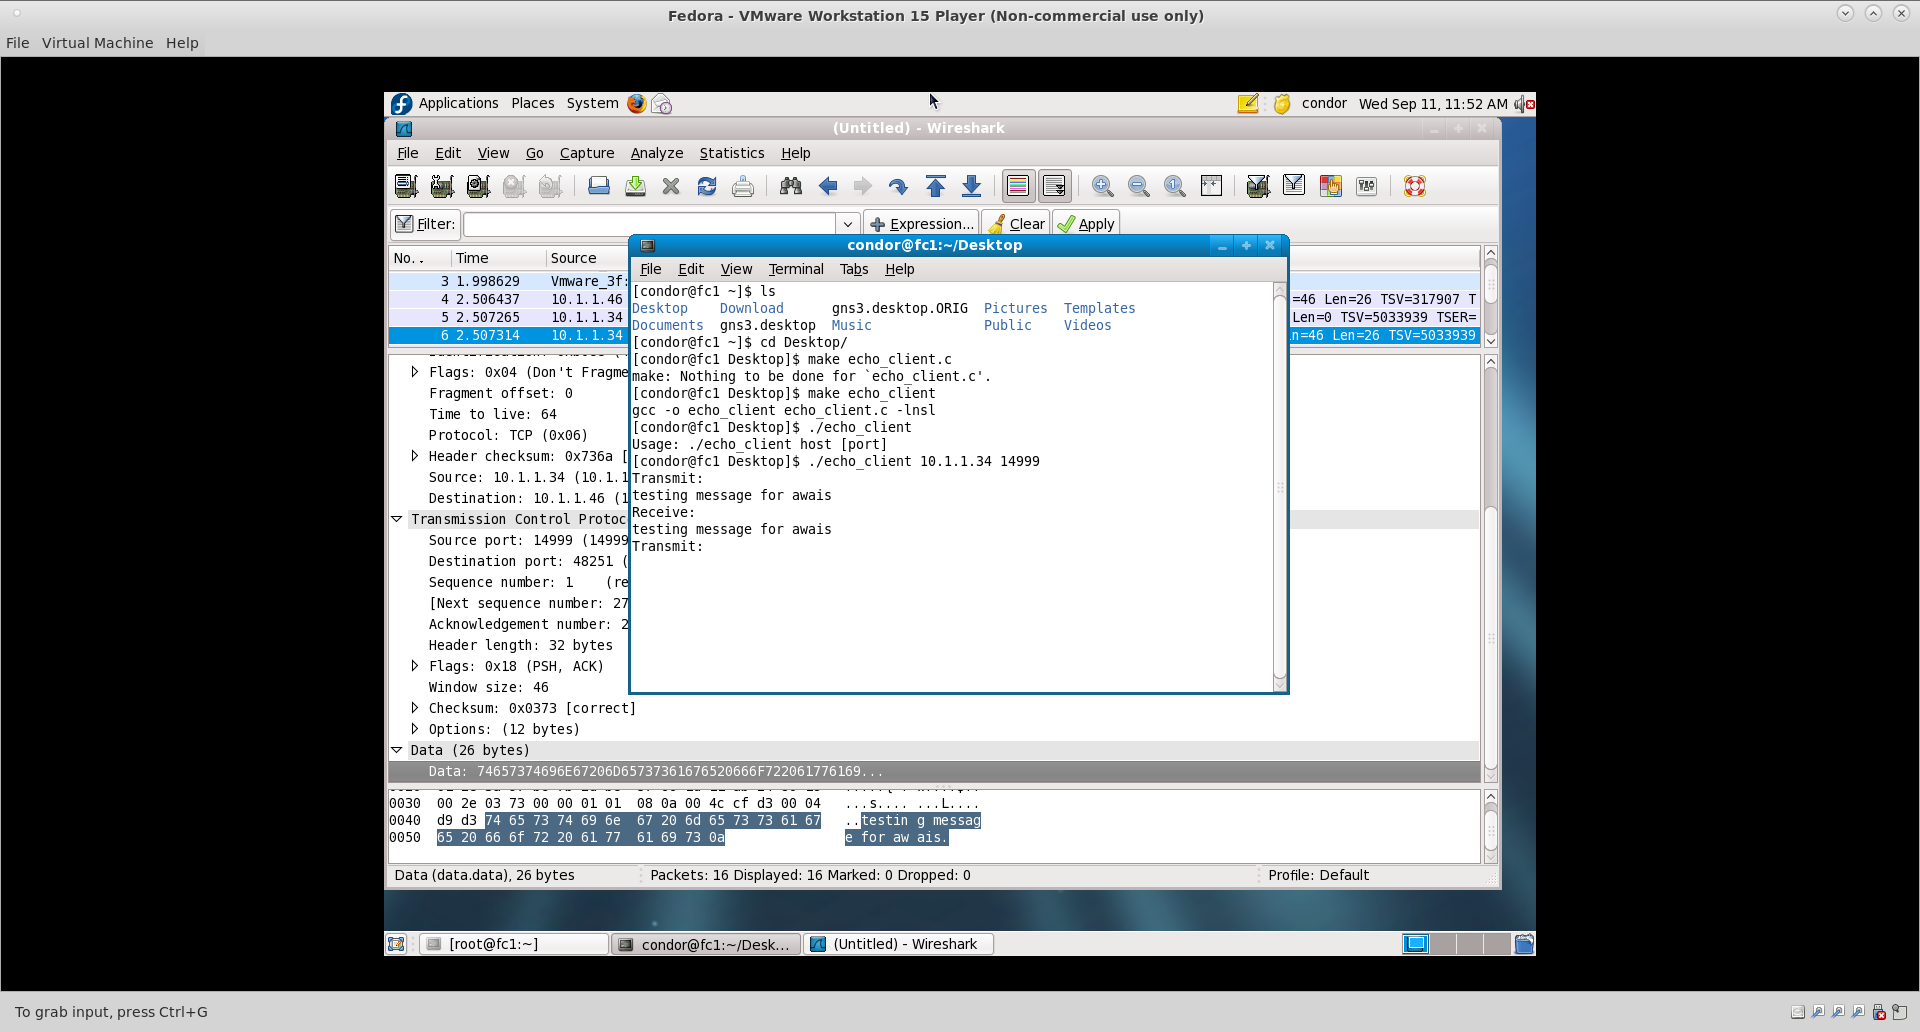 Fedora - VMware Workstation 15 Player (Non-commercial use only)
File Virtual Machine Help
Applications Places System condor Wed Sep 11, 11:52 AM
(Untitled) - Wireshark
File Edit View Go Capture Analyze Statistics Help
Filter: Expression... Clear Apply
No. . Time Source
3 1.998629 Vmware_3f:
4 2.506437 10.1.1.46 =46 Len=26 TSV=317907 T
5 2.507265 10.1.1.34 Len=0 TSV=5033939 TSER=
6 2.507314 10.1.1.34 n=46 Len=26 TSV=5033939
Flags: 0x04 (Don't Fragme
Fragment offset: 0
Time to live: 64
Protocol: TCP (0x06)
Header checksum: 0x736a [
Source: 10.1.1.34 (10.1.1
Destination: 10.1.1.46 (1
Transmission Control Protoc
Source port: 14999 (14999
Destination port: 48251 (
Sequence number: 1 (re
[Next sequence number: 27
Acknowledgement number: 2
Header length: 32 bytes
Flags: 0x18 (PSH, ACK)
Window size: 46
Checksum: 0x0373 [correct]
Options: (12 bytes)
Data (26 bytes)
Data: 74657374696E67206D65737361676520666F722061776169...
condor@fc1:~/Desktop
File Edit View Terminal Tabs Help
[condor@fc1 ~]$ ls
Desktop Download gns3.desktop.ORIG Pictures Templates
Documents gns3.desktop Music Public Videos
[condor@fc1 ~]$ cd Desktop/
[condor@fc1 Desktop]$ make echo_client.c
make: Nothing to be done for `echo_client.c'.
[condor@fc1 Desktop]$ make echo_client
gcc -o echo_client echo_client.c -lnsl
[condor@fc1 Desktop]$ ./echo_client
Usage: ./echo_client host [port]
[condor@fc1 Desktop]$ ./echo_client 10.1.1.34 14999
Transmit:
testing message for awais
Receive:
testing message for awais
Transmit:
0030 00 2e 03 73 00 00 01 01 08 0a 00 4c cf d3 00 04 ...s.... ...L....
0040 d9 d3 74 65 73 74 69 6e 67 20 6d 65 73 73 61 67 ..testin g messag
0050 65 20 66 6f 72 20 61 77 61 69 73 0a e for aw ais.
Data (data.data), 26 bytes Packets: 16 Displayed: 16 Marked: 0 Dropped: 0 Profile: Default
[root@fc1:~] condor@fc1:~/Desk... (Untitled) - Wireshark
To grab input, press Ctrl+G